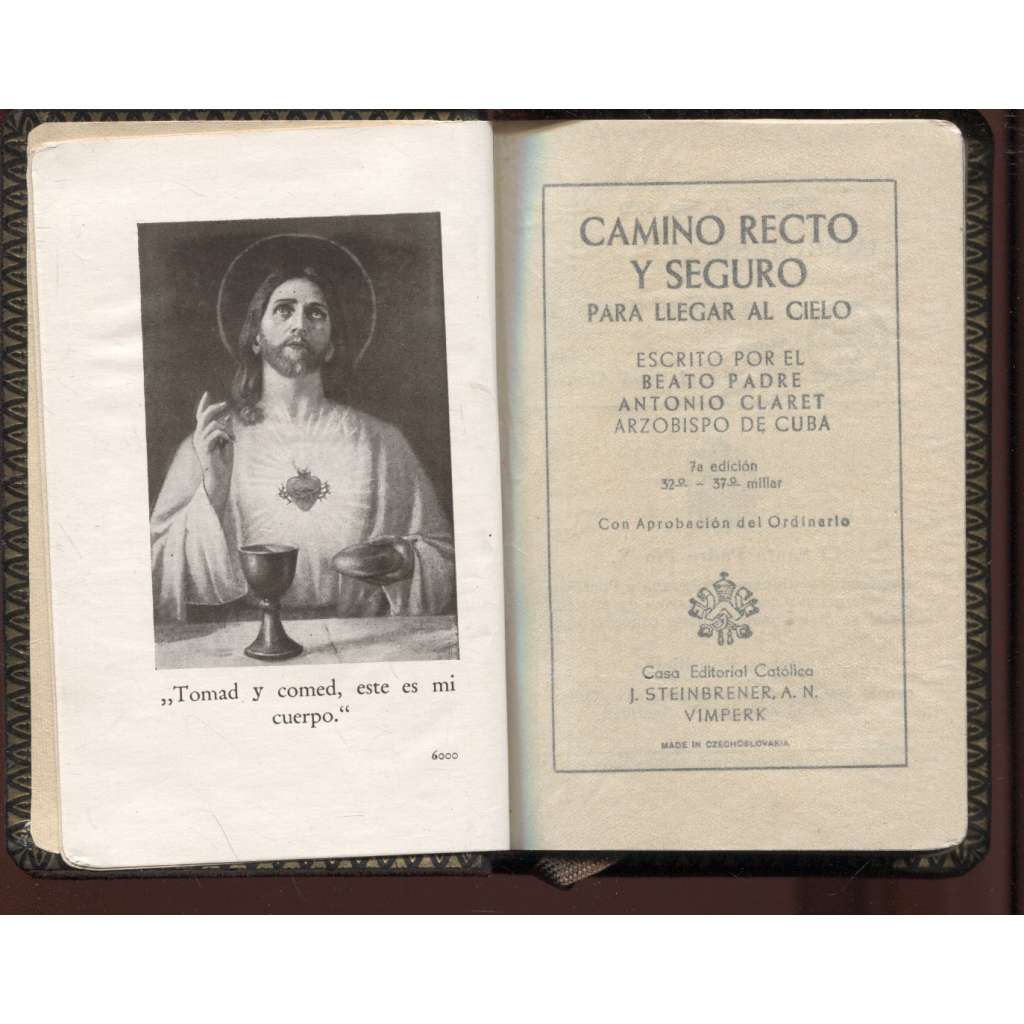 „Tomad y comed, este es mi
cuerpo.“
6000
CAMINO RECTO
Y SEGURO
PARA LLEGAR AL CIELO
ESCRITO POR EL
BEATO PADRE
ANTONIO CLARET
ARZOBISPO DE CUBA
7a edición
32º – 37º millar
Con Aprobación del Ordinario
Casa Editorial Católica
J. STEINBRENER, A. N.
VIMPERK
MADE IN CZECHOSLOVAKIA